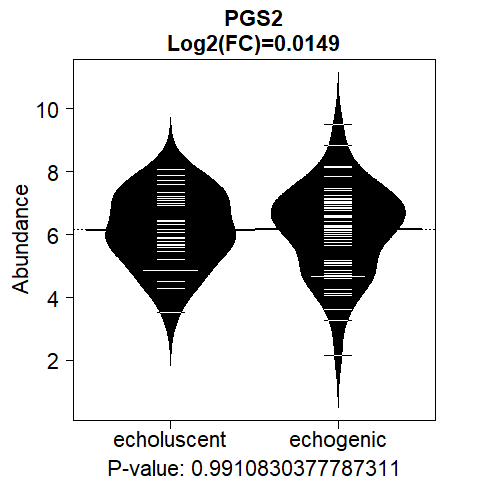 PGS2
Log2(FC)=0.0149
Abundance
10
8
6
4
2
echoluscent echogenic
P-value: 0.9910830377787311